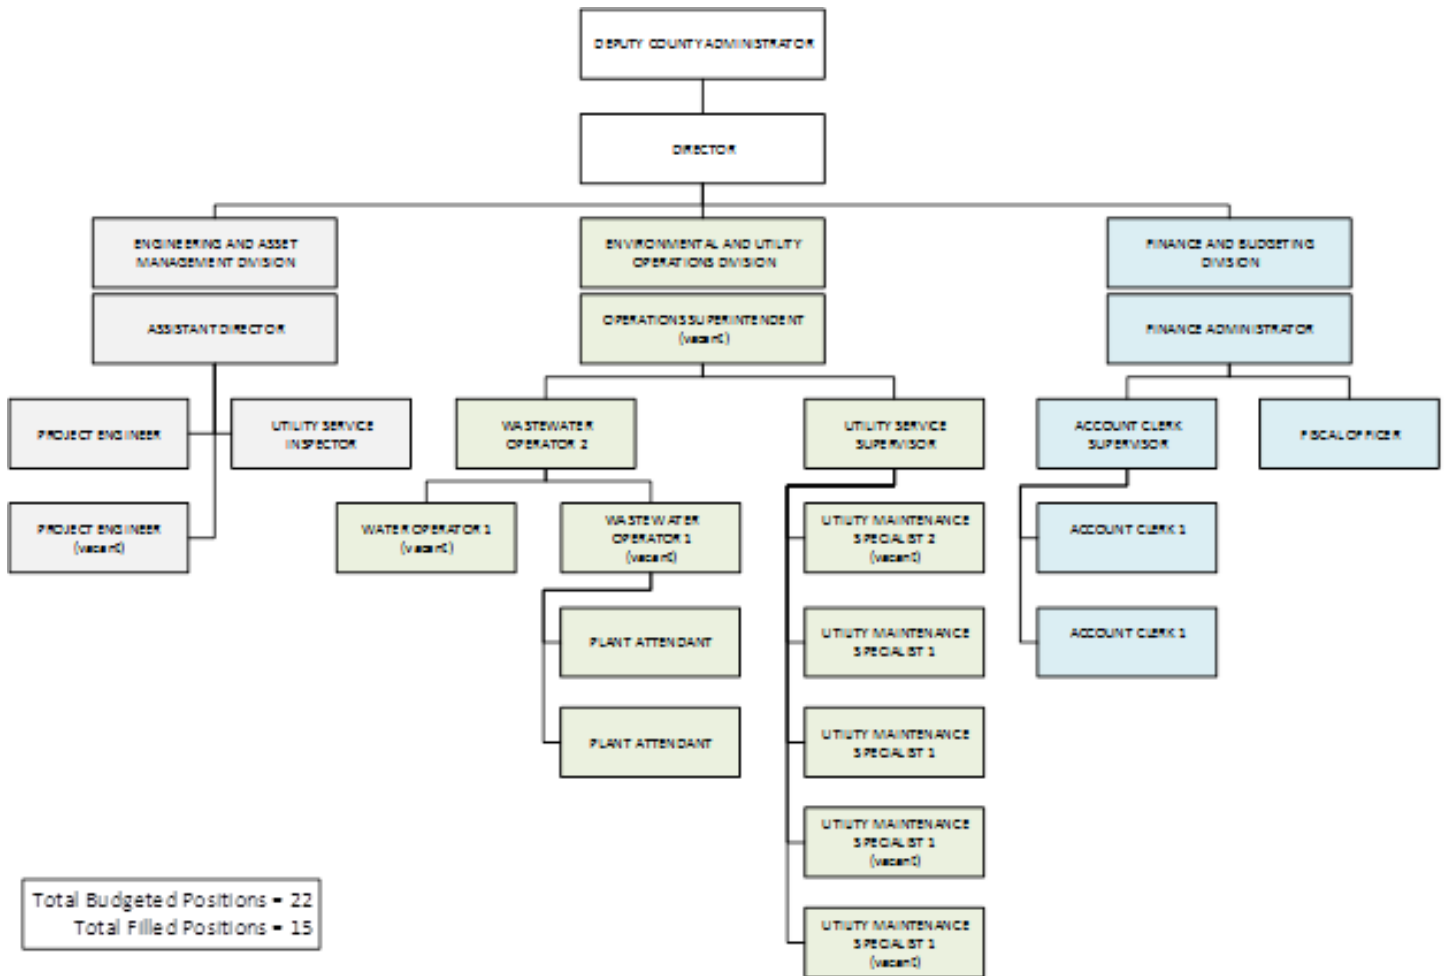 DEPUTY COUNTY ADMINISTRATOR
DIRECTOR
ENGINEERING AND ASSET
MANAGEMENT DIVISION
ENVIRONMENTAL AND UTILITY
OPERATIONS DIVISION
FINANCE AND BUDGETING
DIVISION
ASSISTANT DIRECTOR
OPERATIONS SUPERINTENDENT
(vacant)
FINANCE ADMINISTRATOR
PROJECT ENGINEER
UTILITY SERVICE
INSPECTOR
WASTEWATER
OPERATOR 2
UTILITY SERVICE
SUPERVISOR
ACCOUNT CLERK
SUPERVISOR
FISCAL OFFICER
PROJECT ENGINEER
(vacant)
WATER OPERATOR 1
(vacant)
WASTEWATER
OPERATOR 1
(vacant)
UTILITY MAINTENANCE
SPECIALIST 2
(vacant)
ACCOUNT CLERK 1
PLANT ATTENDANT
UTILITY MAINTENANCE
SPECIALIST 1
ACCOUNT CLERK 1
PLANT ATTENDANT
UTILITY MAINTENANCE
SPECIALIST 1
UTILITY MAINTENANCE
SPECIALIST 1
(vacant)
UTILITY MAINTENANCE
SPECIALIST 1
(vacant)
Total Budgeted Positions = 22
Total Filled Positions = 15